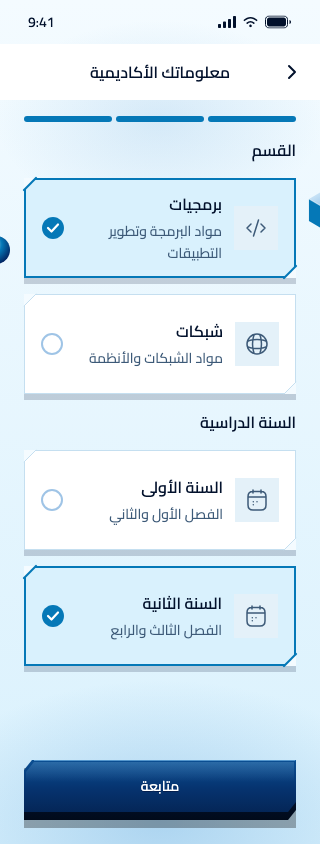 9:41
معلوماتك الأكاديمية
القسم
برمجيات
مواد البرمجة وتطوير
التطبيقات
شبكات
مواد الشبكات والأنظمة
السنة الدراسية
السنة الأولى
الفصل الأول والثاني
السنة الثانية
الفصل الثالث والرابع
متابعة